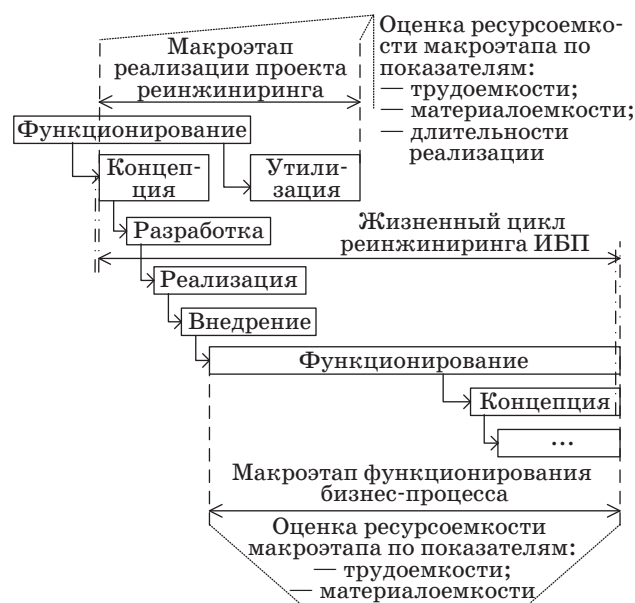 Макроэтап
реализации проекта
реинжиниринга
Оценка ресурсоемко-
сти макроэтапа по
показателям:
— трудоемкости;
— материалоемкости;
— длительности
реализации
Функционирование
Концеп-
ция
Утили-
зация
Разработка
Жизненный цикл
реинжиниринга ИБП
Реализация
Внедрение
Функционирование
Концепция
...
Макроэтап функционирования
бизнес-процесса
Оценка ресурсоемкости
макроэтапа по показателям:
— трудоемкости;
— материалоемкости